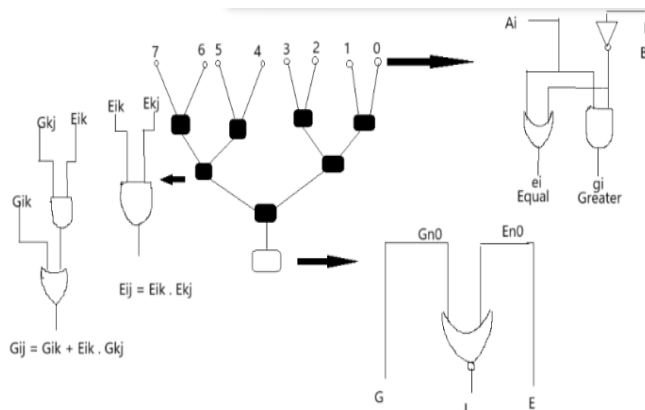 7 6 5 4 3 2 1 0
Ai
ei
Equal
gi
Greater
Gkj Eik
Eik Ekj
Gik
Eij = Eik . Ekj
Gij = Gik + Eik . Gkj
Gn0 En0
G E